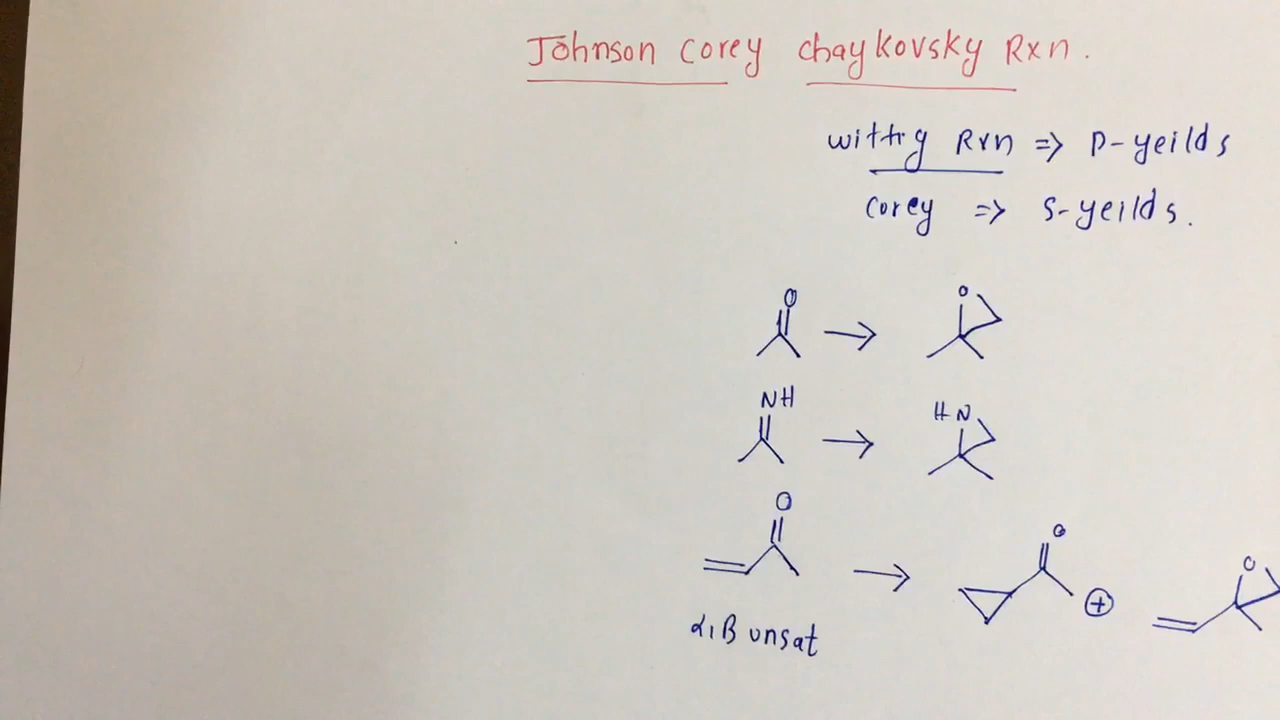 Johnson corey chaykovsky Rxn.
wittig Rxn ⇒ P-yeilds
corey ⇒ S-yeilds.
O → O
NH → HN
O → O ⊕ O
α,β unsat